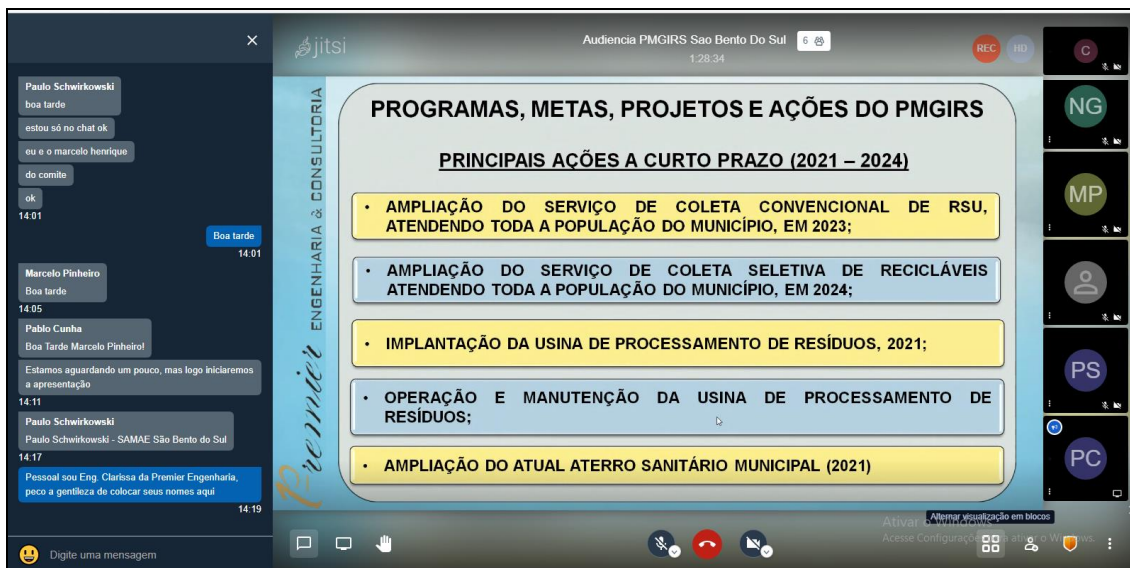 Paulo Schwirkowski
boa tarde
estou só no chat ok
eu e o marcelo henrique
do comite
ok
14:01
Boa tarde
14:01
Marcelo Pinheiro
Boa tarde
14:05
Pablo Cunha
Boa Tarde Marcelo Pinheiro!
Estamos aguardando um pouco, mas logo iniciaremos
a apresentação
14:11
Paulo Schwirkowski
Paulo Schwirkowski - SAMAE São Bento do Sul
14:17
Pessoal sou Eng. Clarissa da Premier Engenharia,
peco a gentileza de colocar seus nomes aqui
14:19
Digite uma mensagem
jitsi
Audiencia PMGIRS Sao Bento Do Sul 6
1:28:34
REC HD
Premier ENGENHARIA & CONSULTORIA
PROGRAMAS, METAS, PROJETOS E AÇÕES DO PMGIRS
PRINCIPAIS AÇÕES A CURTO PRAZO (2021 – 2024)
• AMPLIAÇÃO DO SERVIÇO DE COLETA CONVENCIONAL DE RSU,
ATENDENDO TODA A POPULAÇÃO DO MUNICÍPIO, EM 2023;
• AMPLIAÇÃO DO SERVIÇO DE COLETA SELETIVA DE RECICLÁVEIS
ATENDENDO TODA A POPULAÇÃO DO MUNICÍPIO, EM 2024;
• IMPLANTAÇÃO DA USINA DE PROCESSAMENTO DE RESÍDUOS, 2021;
• OPERAÇÃO E MANUTENÇÃO DA USINA DE PROCESSAMENTO DE
RESÍDUOS;
• AMPLIAÇÃO DO ATUAL ATERRO SANITÁRIO MUNICIPAL (2021)
C
NG
MP
PS
PC
Alternar visualização em blocos
Ativar o Windows
Acesse Configurações para ativar o Windows.